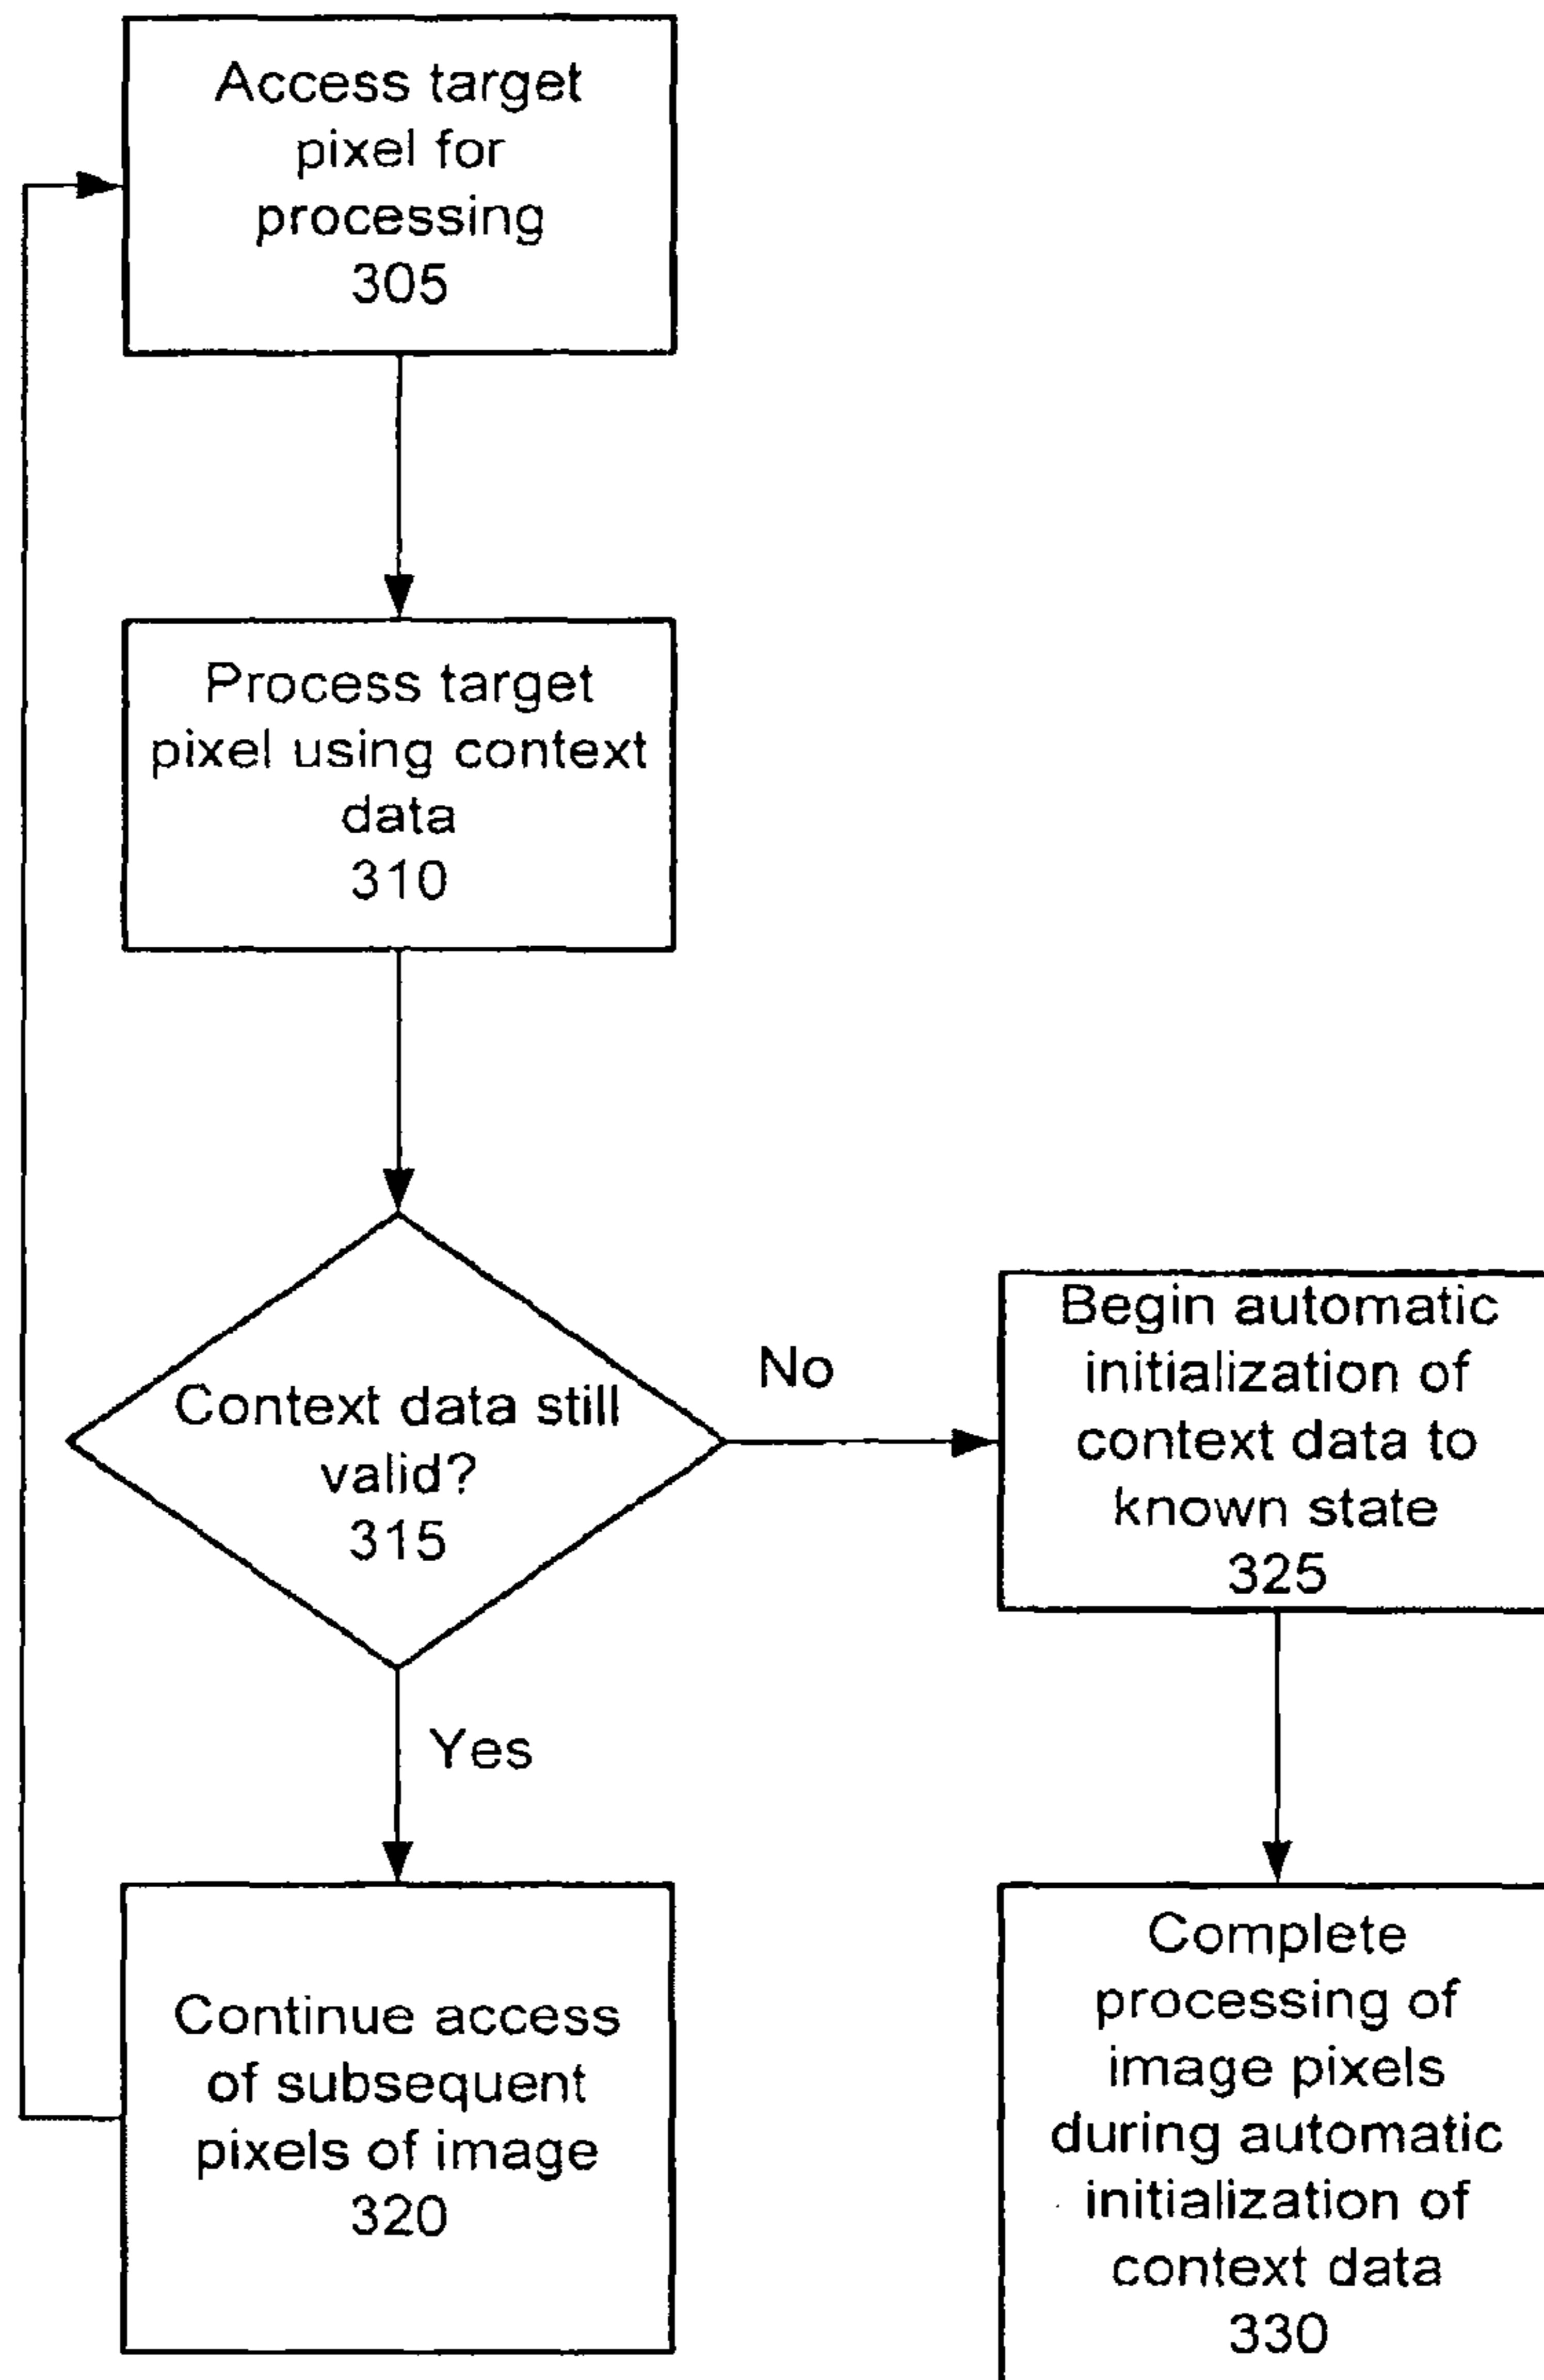 Access target
pixel for
processing
305
Process target
pixel using context
data
310
Context data still
valid?
315
No
Yes
Continue access
of subsequent
pixels of image
320
Begin automatic
initialization of
context data to
known state
325
Complete
processing of
image pixels
during automatic
initialization of
context data
330